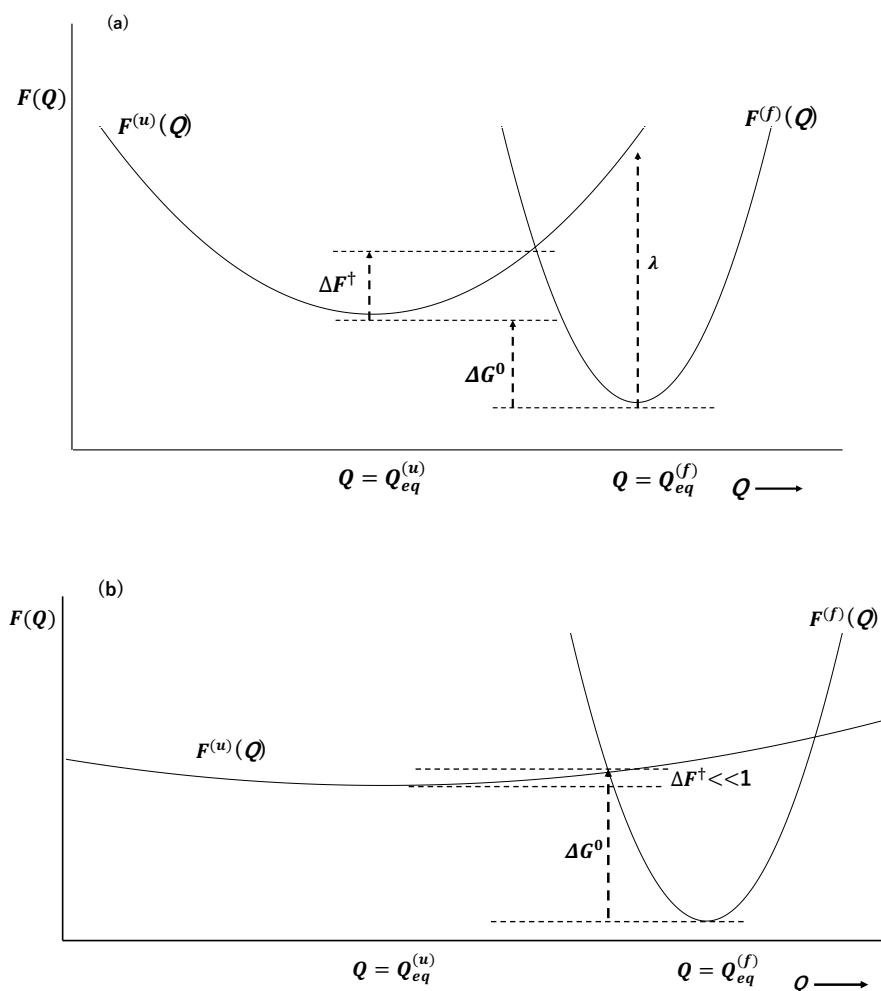 (a)
F(Q)
F^(u)(Q)
F^(f)(Q)
ΔF^†
λ
ΔG^0
Q = Q_eq^(u)
Q = Q_eq^(f)
Q
(b)
F(Q)
F^(f)(Q)
F^(u)(Q)
ΔF^†<<1
ΔG^0
Q = Q_eq^(u)
Q = Q_eq^(f)
Q